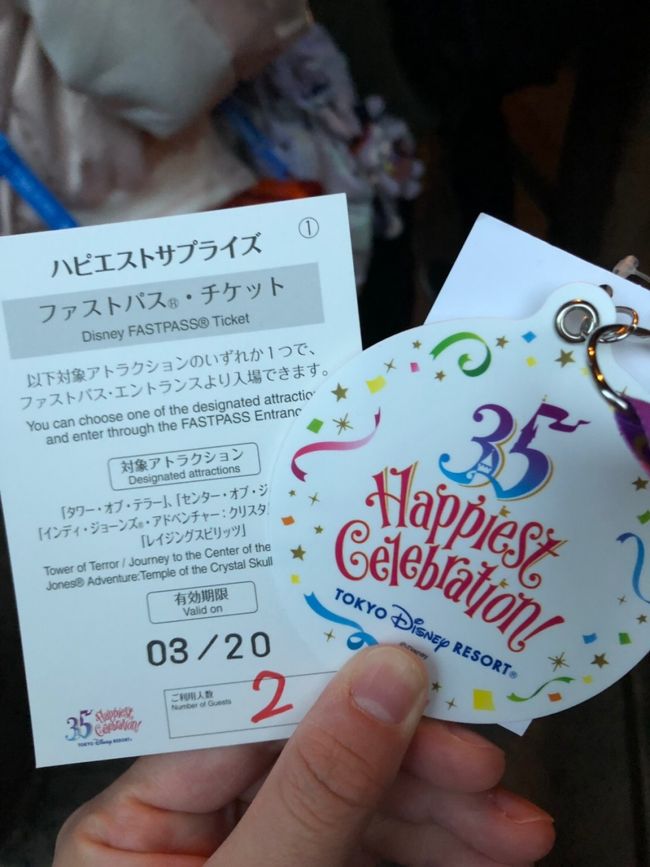 ハピエストサプライズ ①
ファストパス®・チケット
Disney FASTPASS® Ticket
以下対象アトラクションのいずれか1つで、
ファストパス・エントランスより入場できます。
You can choose one of the designated
and enter through the FASTPASS
対象アトラクション
Designated attractions
「タワー・オブ・テラー」、「センター・オブ・
「インディ・ジョーンズ®・アドベンチャー:クリスタ
「レイジングスピリッツ」
Tower of Terror / Journey to the Center of the
Jones® Adventure:Temple of the Crystal Skull
有効期限
Valid on
03/20
ご利用人数
Number of Guests
2
35 Happiest
Celebration!
TOKYO Disney RESORT®
35
Happiest
Celebration!
TOKYO Disney RESORT®
©Disney